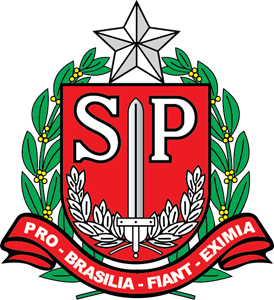 SP
PRO - BRASILIA - FIANT - EXIMIA